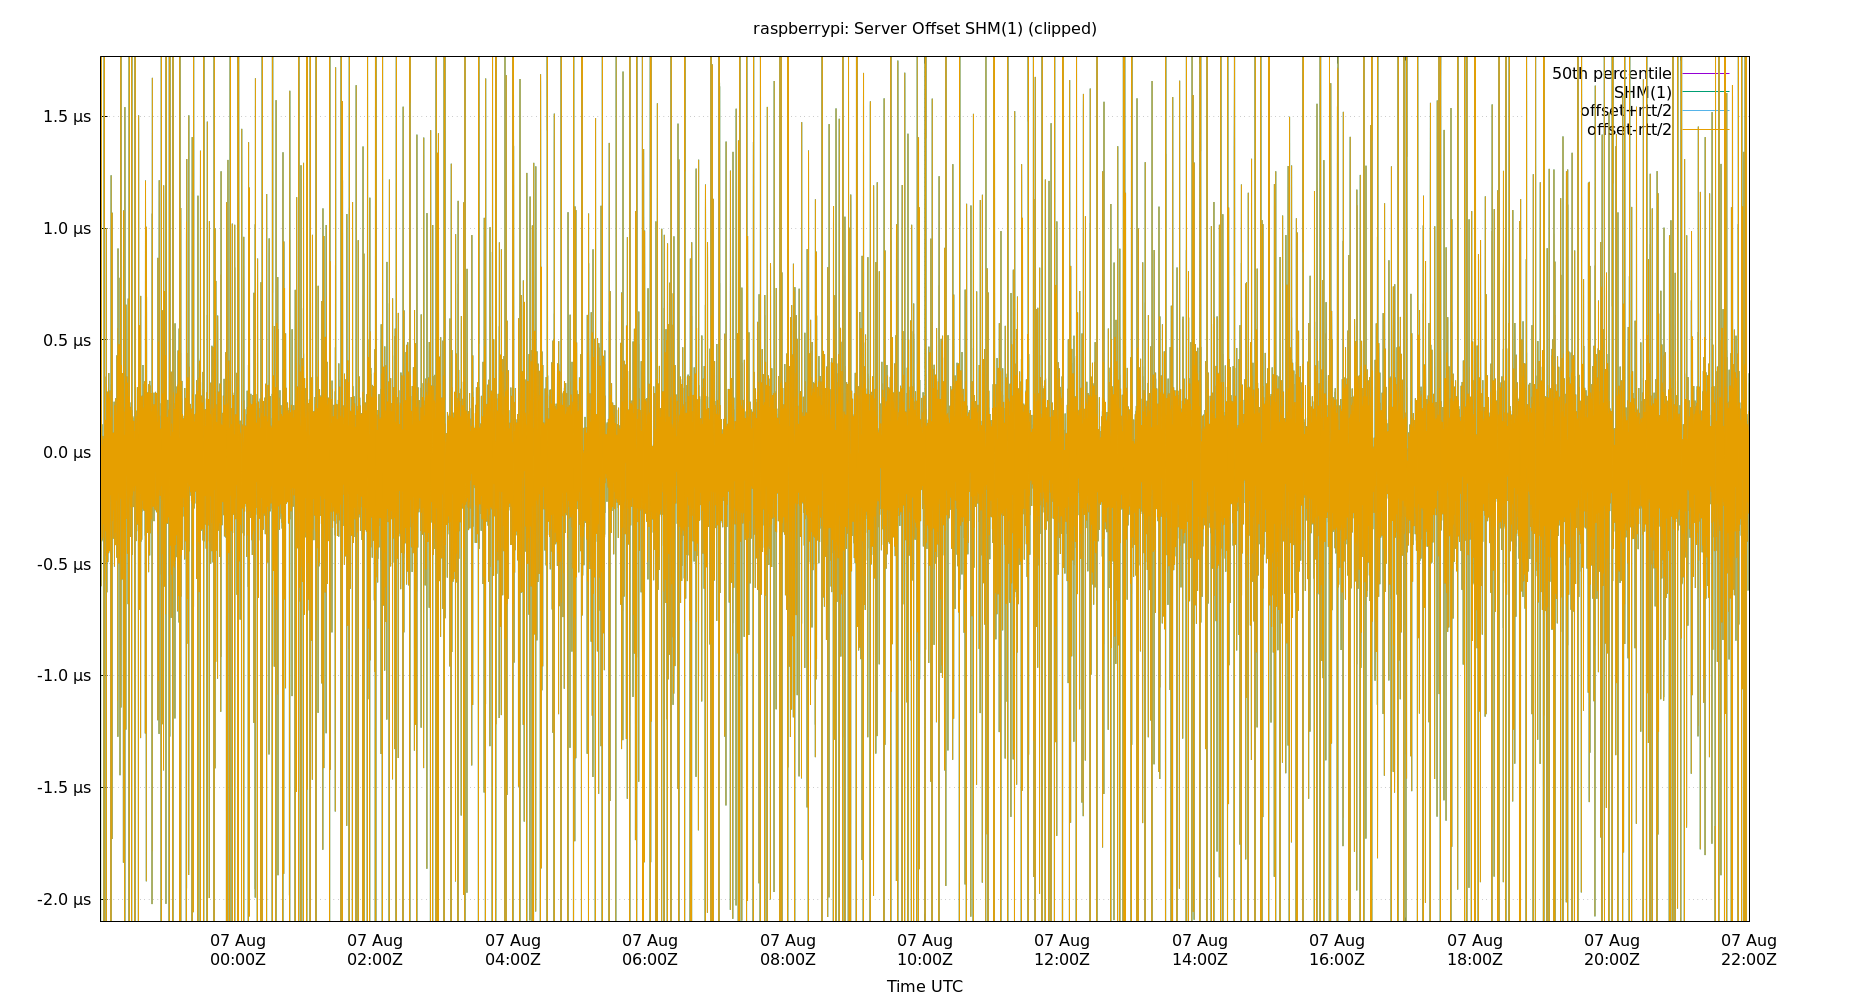 raspberrypi: Server Offset SHM(1) (clipped)
50th percentile
SHM(1)
offset+rtt/2
offset-rtt/2
1.5 µs
1.0 µs
0.5 µs
0.0 µs
-0.5 µs
-1.0 µs
-1.5 µs
-2.0 µs
07 Aug 07 Aug 07 Aug 07 Aug 07 Aug 07 Aug 07 Aug 07 Aug 07 Aug 07 Aug 07 Aug 07 Aug
00:00Z 02:00Z 04:00Z 06:00Z 08:00Z 10:00Z 12:00Z 14:00Z 16:00Z 18:00Z 20:00Z 22:00Z
Time UTC